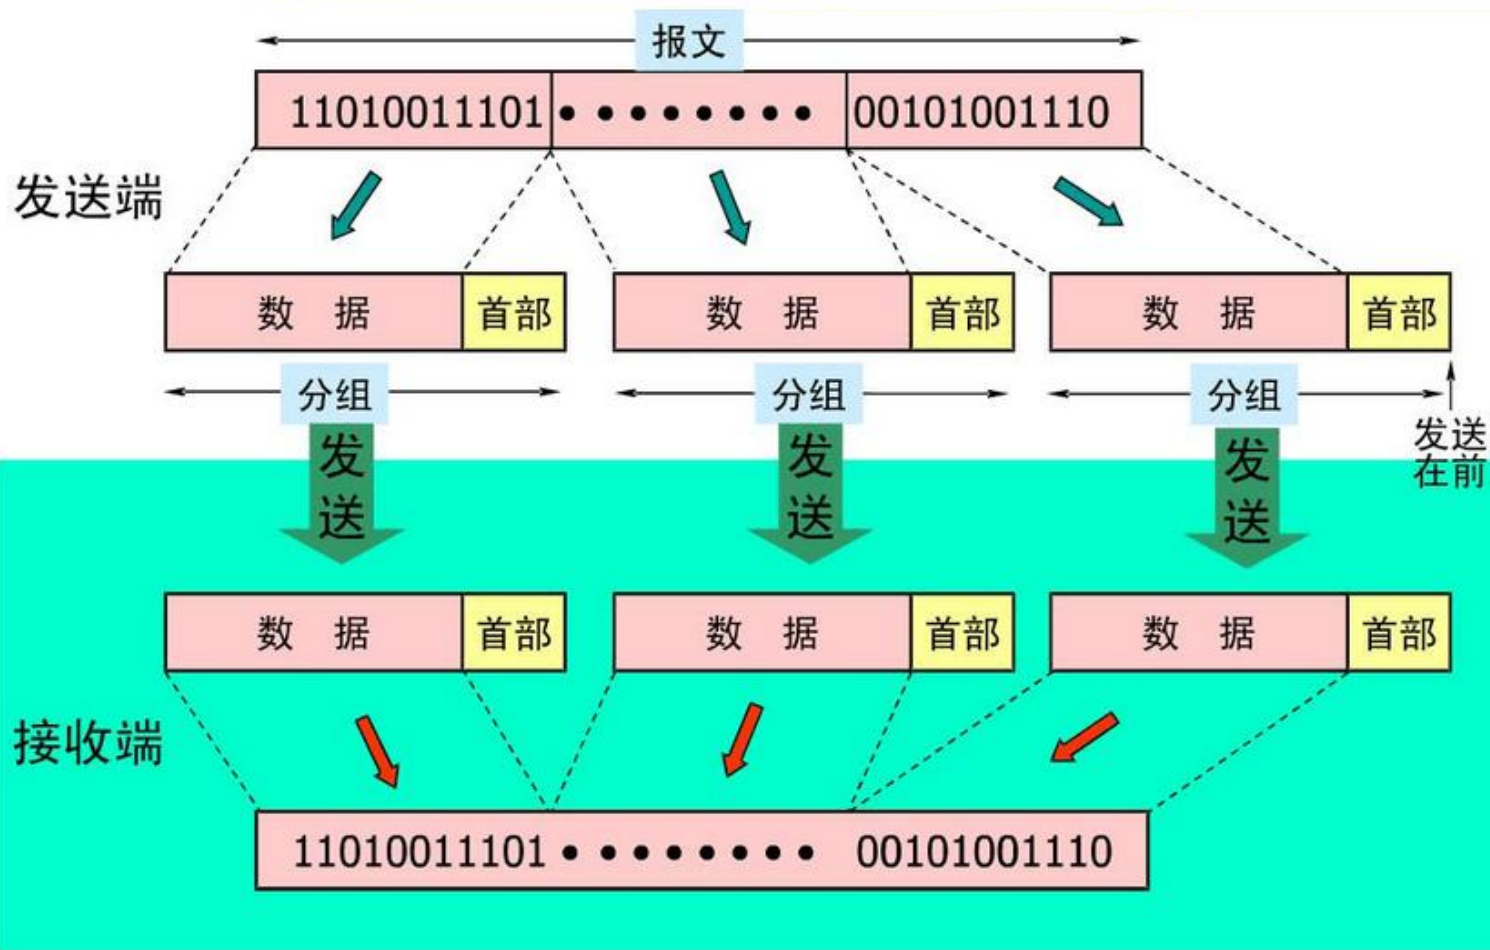 报文
11010011101 • • • • • • • • 00101001110
发送端
数 据 首部 数 据 首部 数 据 首部
分组 分组 分组
发送
在前
发 发 发
送 送 送
数 据 首部 数 据 首部 数 据 首部
接收端
11010011101 • • • • • • • • 00101001110